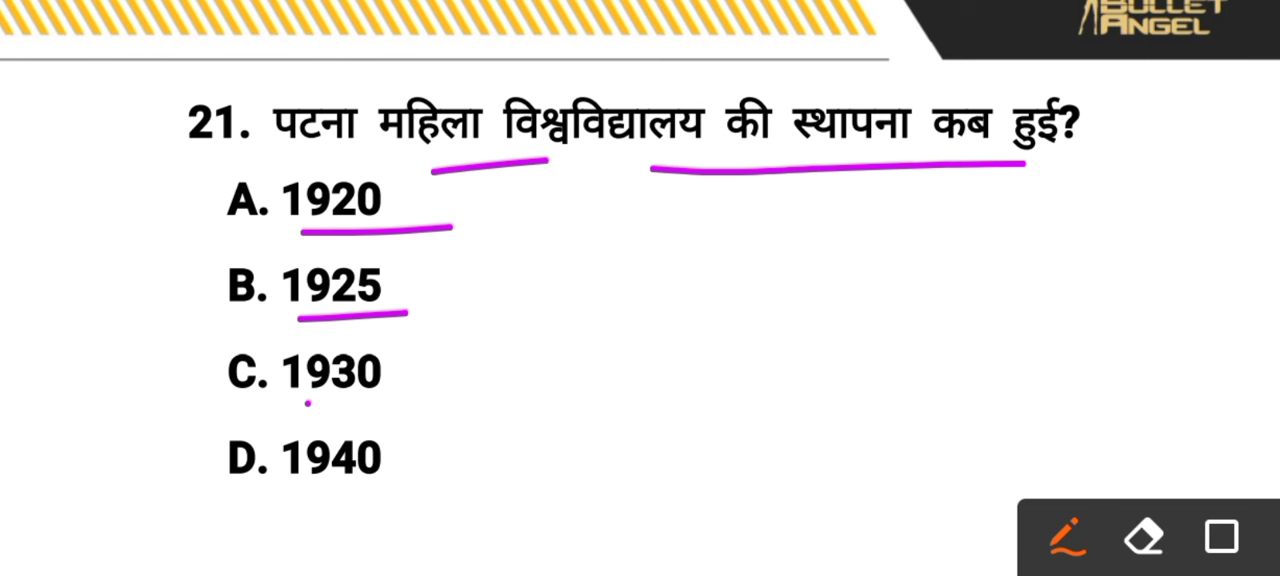 BULLET
ANGEL
21. पटना महिला विश्वविद्यालय की स्थापना कब हुई?
A. 1920
B. 1925
C. 1930
D. 1940